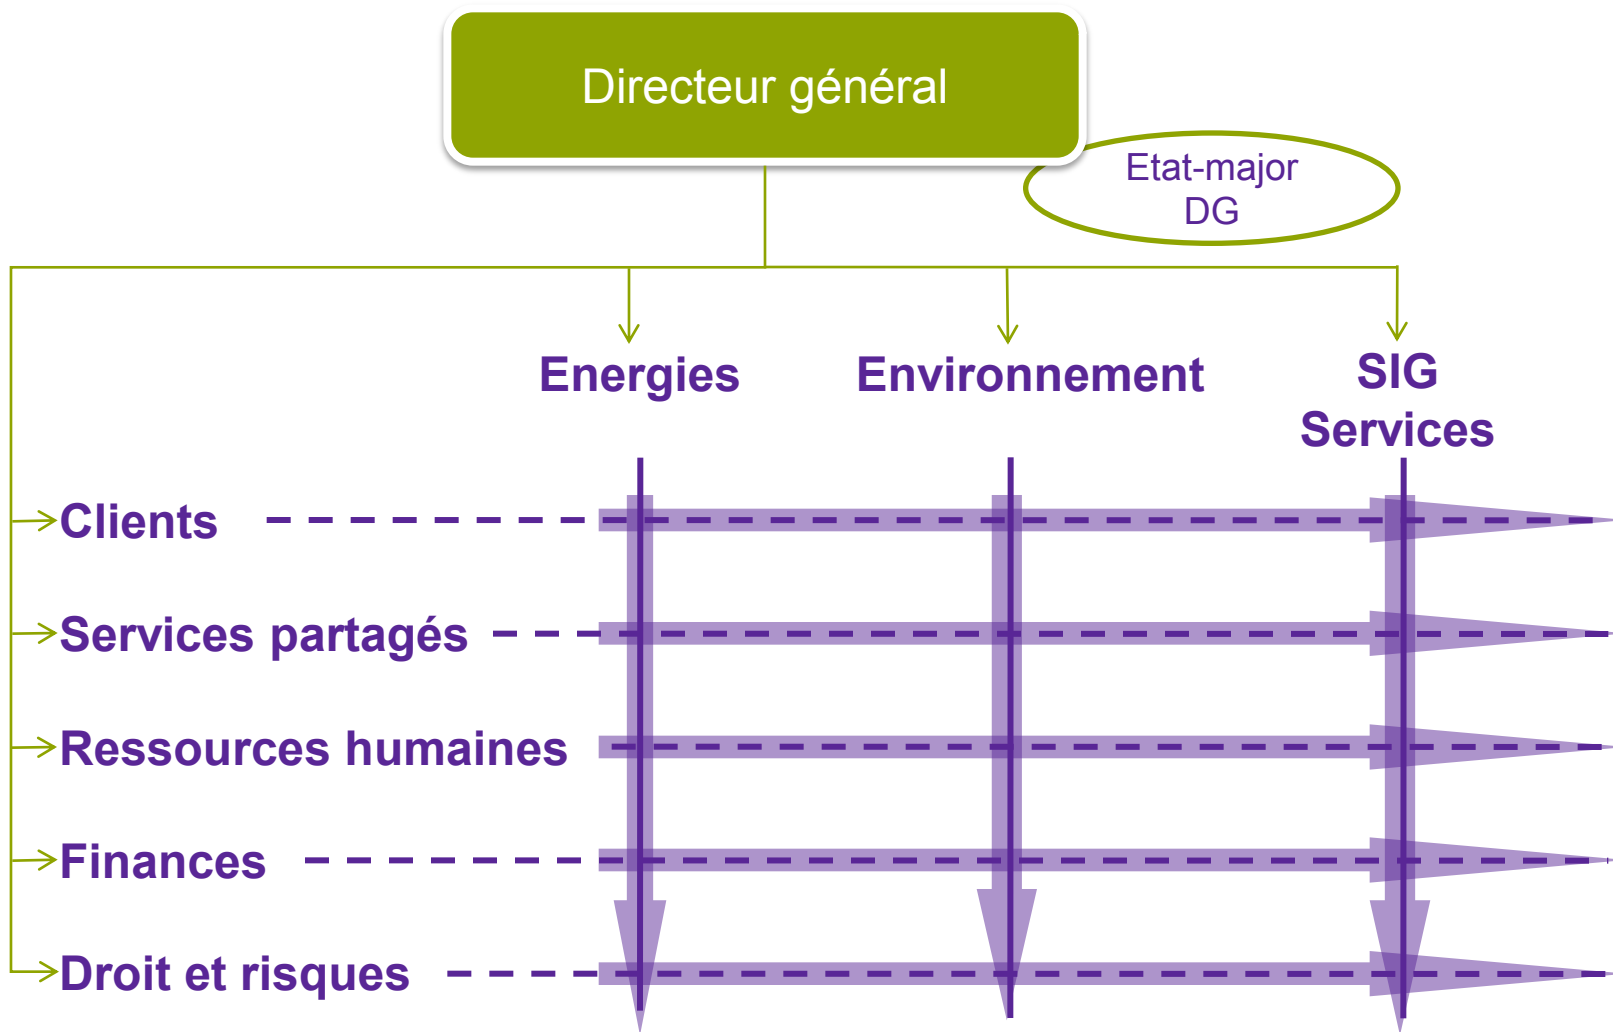 Directeur général
Etat-major
DG
Energies
Environnement
SIG
Services
Clients
Services partagés
Ressources humaines
Finances
Droit et risques